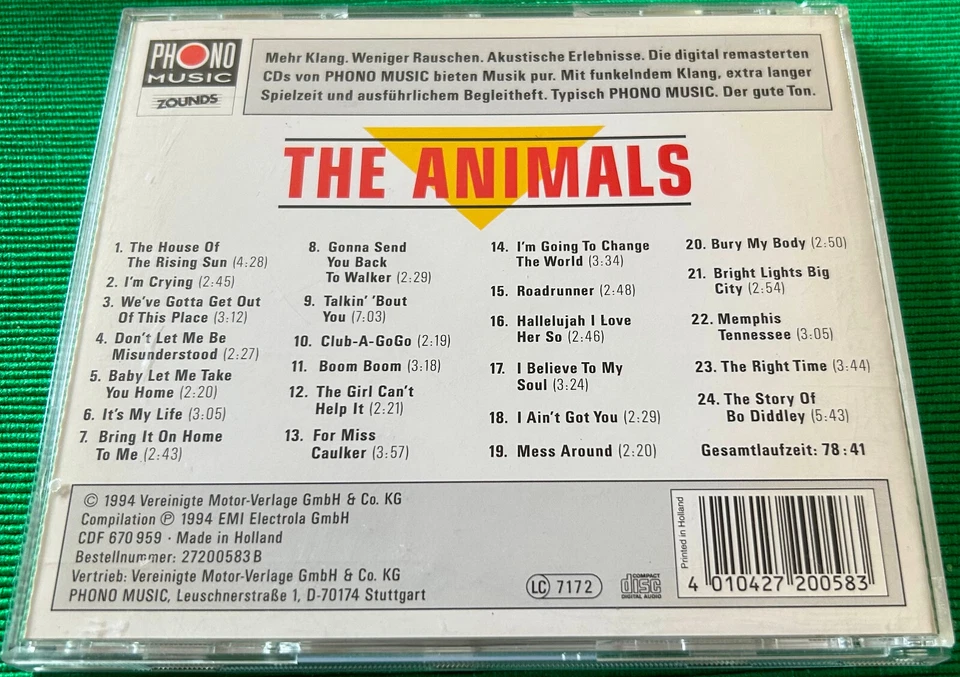 PHONO
MUSIC
ZOUNDS
Mehr Klang. Weniger Rauschen. Akustische Erlebnisse. Die digital remasterten
CDs von PHONO MUSIC bieten Musik pur. Mit funkelndem Klang, extra langer
Spielzeit und ausführlichem Begleitheft. Typisch PHONO MUSIC. Der gute Ton.
THE ANIMALS
1. The House Of
The Rising Sun (4:28)
2. I'm Crying (2:45)
3. We've Gotta Get Out
Of This Place (3:12)
4. Don't Let Me Be
Misunderstood (2:27)
5. Baby Let Me Take
You Home (2:20)
6. It's My Life (3:05)
7. Bring It On Home
To Me (2:43)
8. Gonna Send
You Back
To Walker (2:29)
9. Talkin' 'Bout
You (7:03)
10. Club-A-GoGo (2:19)
11. Boom Boom (3:18)
12. The Girl Can't
Help It (2:21)
13. For Miss
Caulker (3:57)
14. I'm Going To Change
The World (3:34)
15. Roadrunner (2:48)
16. Hallelujah I Love
Her So (2:46)
17. I Believe To My
Soul (3:24)
18. I Ain't Got You (2:29)
19. Mess Around (2:20)
20. Bury My Body (2:50)
21. Bright Lights Big
City (2:54)
22. Memphis
Tennessee (3:05)
23. The Right Time (3:44)
24. The Story Of
Bo Diddley (5:43)
Gesamtlaufzeit: 78:41
© 1994 Vereinigte Motor-Verlage GmbH & Co. KG
Compilation ℗ 1994 EMI Electrola GmbH
CDF 670 959 · Made in Holland
Bestellnummer: 27200583 B
Vertrieb: Vereinigte Motor-Verlage GmbH & Co. KG
PHONO MUSIC, Leuschnerstraße 1, D-70174 Stuttgart
LC 7172
COMPACT
disc
DIGITAL AUDIO
Printed in Holland
4 010427 200583